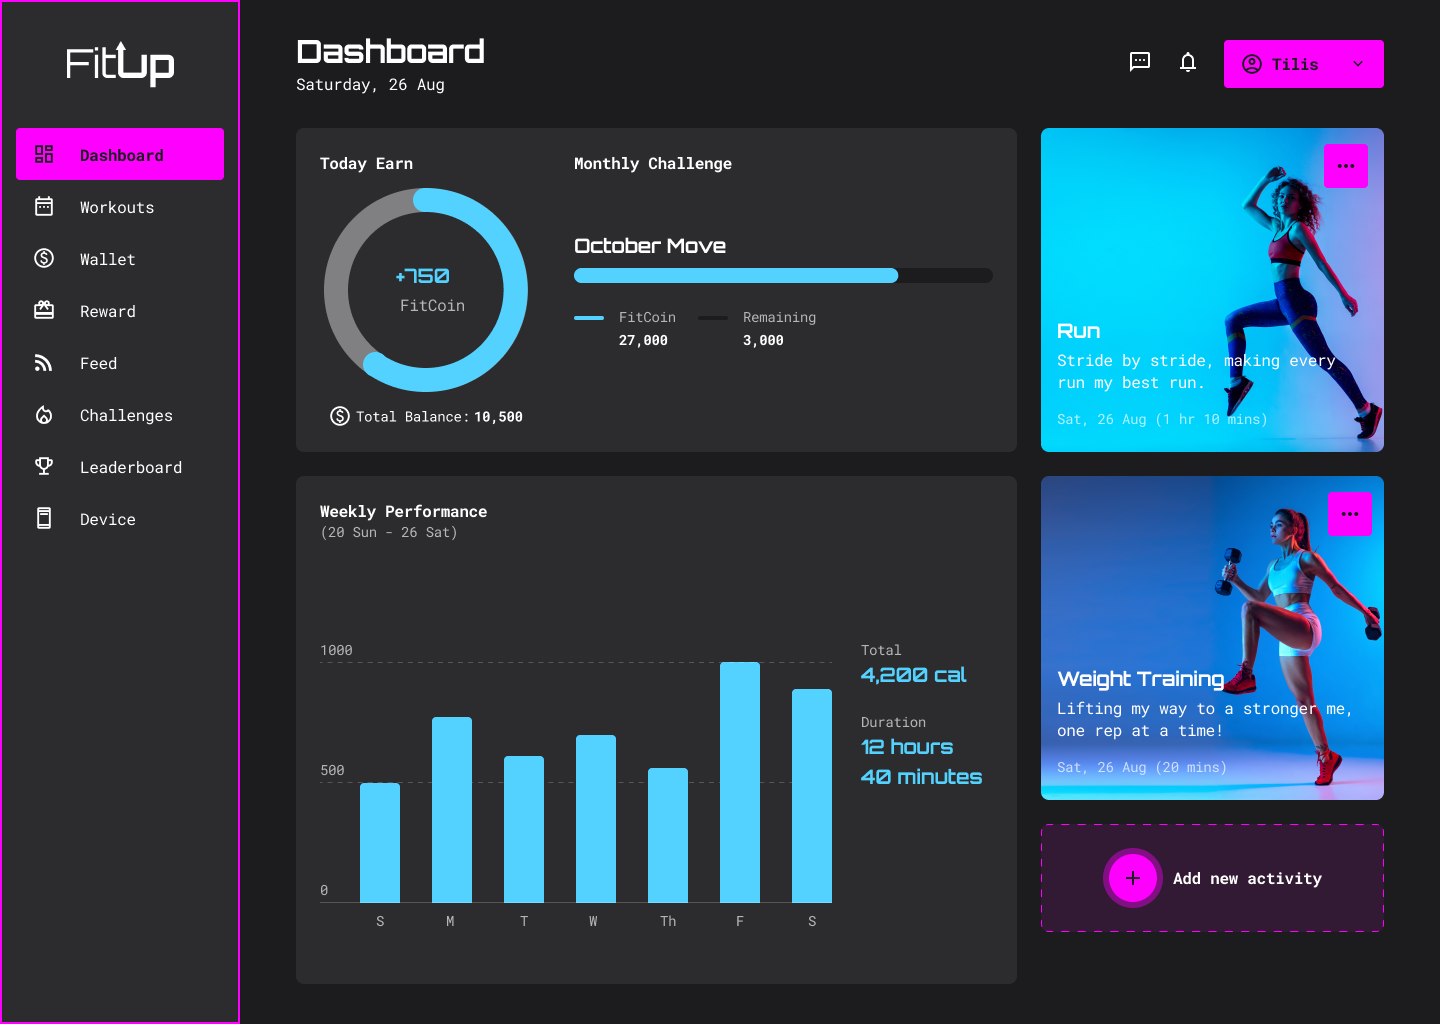 FitUp
Dashboard
Workouts
Wallet
Reward
Feed
Challenges
Leaderboard
Device
Dashboard
Saturday, 26 Aug
Tilis
Today Earn
+750
FitCoin
Total Balance: 10,500
Monthly Challenge
October Move
FitCoin
27,000
Remaining
3,000
Run
Stride by stride, making every
run my best run.
Sat, 26 Aug (1 hr 10 mins)
Weekly Performance
(20 Sun - 26 Sat)
1000
500
0
S M T W Th F S
Total
4,200 cal
Duration
12 hours
40 minutes
Weight Training
Lifting my way to a stronger me,
one rep at a time!
Sat, 26 Aug (20 mins)
Add new activity